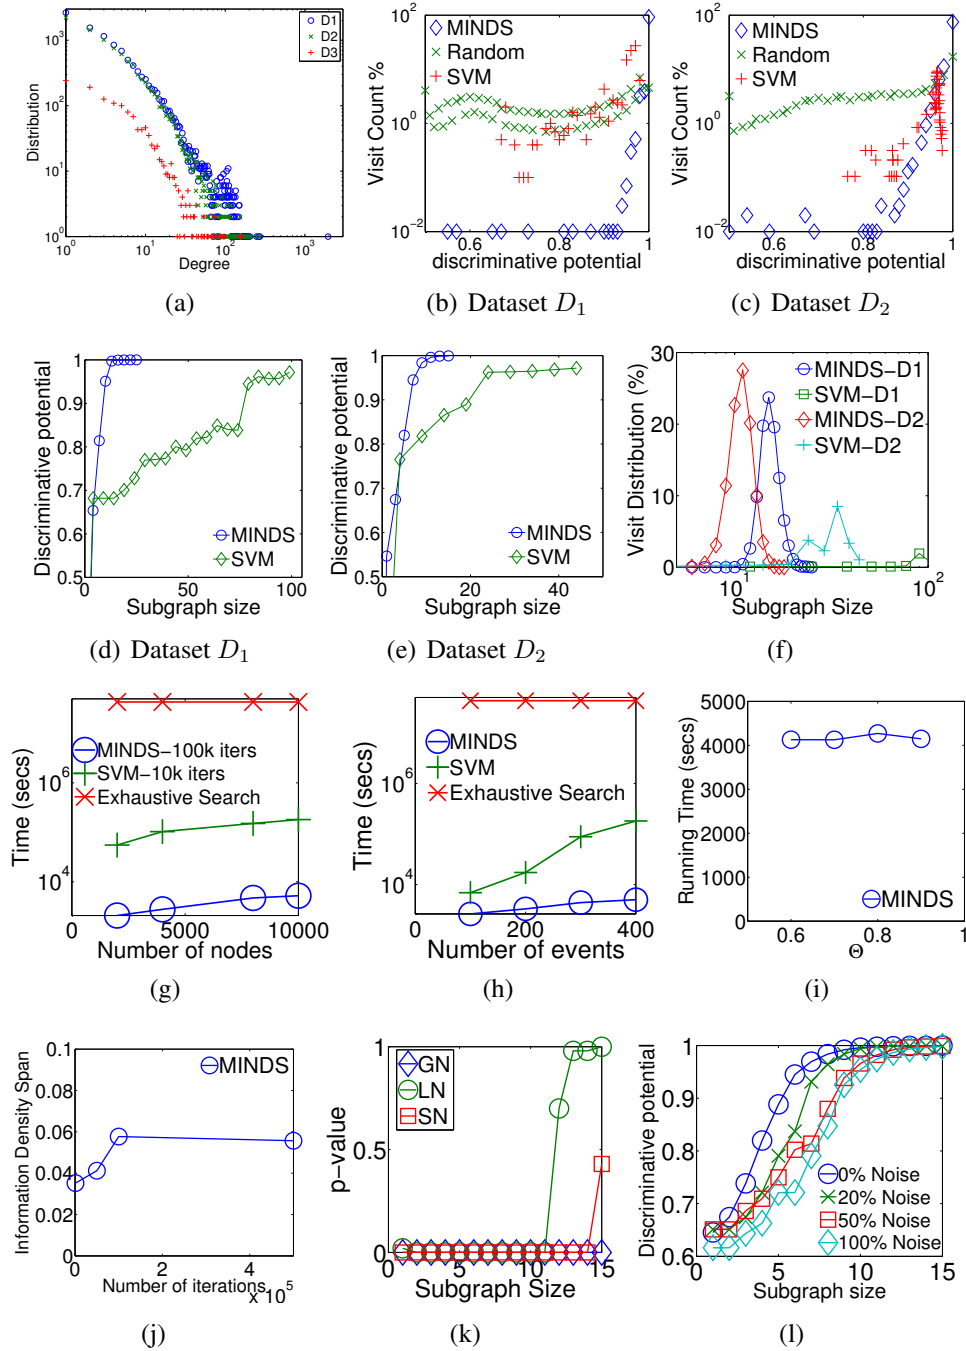 10³
10²
10¹
10⁰
Distribution
10⁰ 10¹ 10² 10³
Degree
D1
D2
D3
(a)
10²
10⁰
10⁻²
Visit Count %
MINDS
Random
SVM
0.6 0.8 1
discriminative potential
(b) Dataset D₁
10²
10⁰
10⁻²
Visit Count %
MINDS
Random
SVM
0.6 0.8 1
discriminative potential
(c) Dataset D₂
1
0.9
0.8
0.7
0.6
0.5
Discriminative potential
MINDS
SVM
0 50 100
Subgraph size
(d) Dataset D₁
1
0.9
0.8
0.7
0.6
0.5
Discriminative potential
MINDS
SVM
0 20 40
Subgraph size
(e) Dataset D₂
30
20
10
0
Visit Distribution (%)
MINDS-D1
SVM-D1
MINDS-D2
SVM-D2
10¹ 10²
Subgraph Size
(f)
10⁶
10⁴
Time (secs)
MINDS-100k iters
SVM-10k iters
Exhaustive Search
0 5000 10000
Number of nodes
(g)
10⁶
10⁴
Time (secs)
MINDS
SVM
Exhaustive Search
0 200 400
Number of events
(h)
5000
4000
3000
2000
1000
0
Running Time (secs)
MINDS
0.6 0.8 1
Θ
(i)
0.1
0.08
0.06
0.04
0.02
0
Information Density Span
MINDS
0 5
Number of iterations × 10⁵
(j)
1
0.5
0
p-value
GN
LN
SN
0 5 10 15
Subgraph Size
(k)
1
0.9
0.8
0.7
0.6
Discriminative potential
0% Noise
20% Noise
50% Noise
100% Noise
0 5 10 15
Subgraph size
(l)